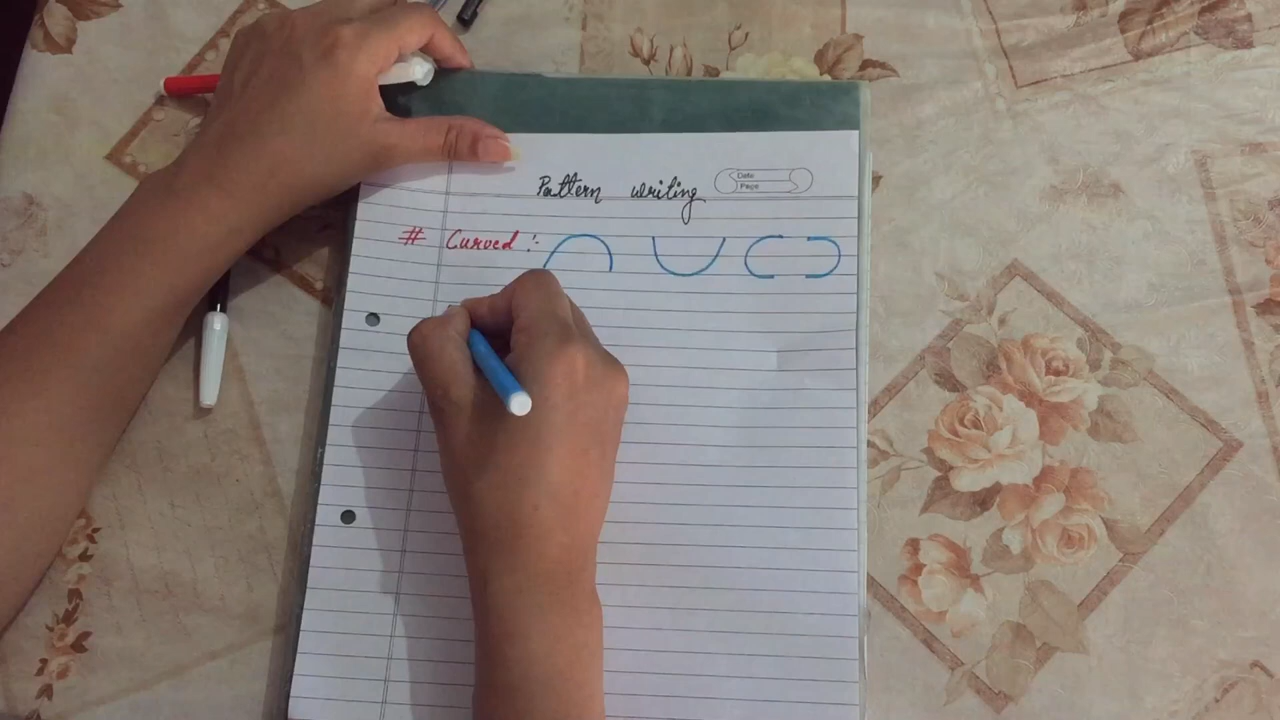 Pattern writing
Date
Page
# Curved :-